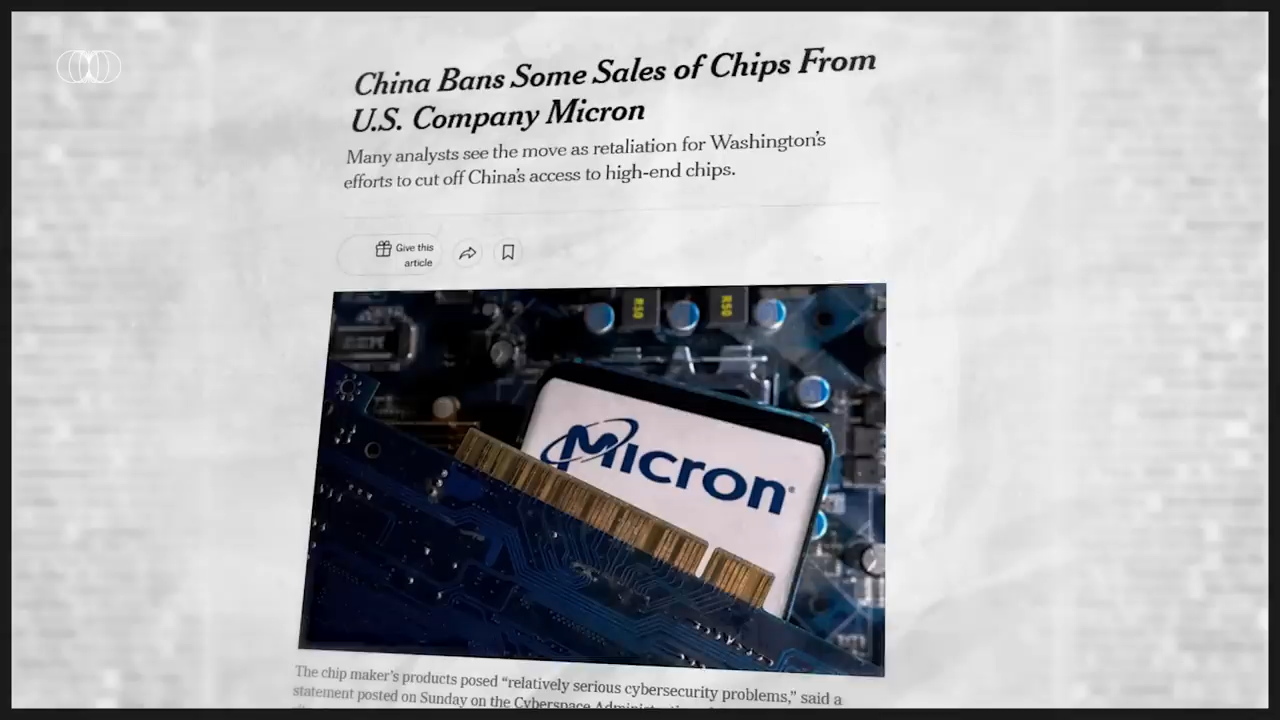 China Bans Some Sales of Chips From
U.S. Company Micron
Many analysts see the move as retaliation for Washington's
efforts to cut off China's access to high-end chips.
Give this
article
R50
R50
Micron
The chip maker's products posed “relatively serious cybersecurity problems,” said a
statement posted on Sunday on the Cyberspace